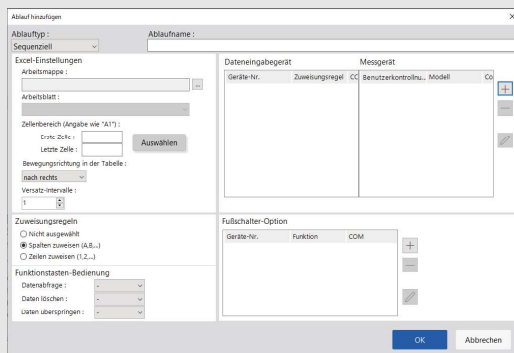 Ablauf hinzufügen
Ablauftyp :
Ablaufname :
Sequenziell
Excel-Einstellungen
Arbeitsmappe :
...
Arbeitsblatt :
Zellenbereich (Angabe wie "A1") :
Erste Zelle :
Letzte Zelle :
Auswählen
Bewegungsrichtung in der Tabelle :
nach rechts
Versatz-Intervalle :
1
Dateneingabegerät
Messgerät
Geräte-Nr. Zuweisungsregel CC Benutzerkontrollnu.. Modell Co
Zuweisungsregeln
Nicht ausgewählt
Spalten zuweisen (A,B,...)
Zeilen zuweisen (1,2,...)
Funktionstasten-Bedienung
Datenabfrage : -
Daten löschen : -
Daten überspringen : -
Fußschalter-Option
Geräte-Nr. Funktion COM
OK
Abbrechen